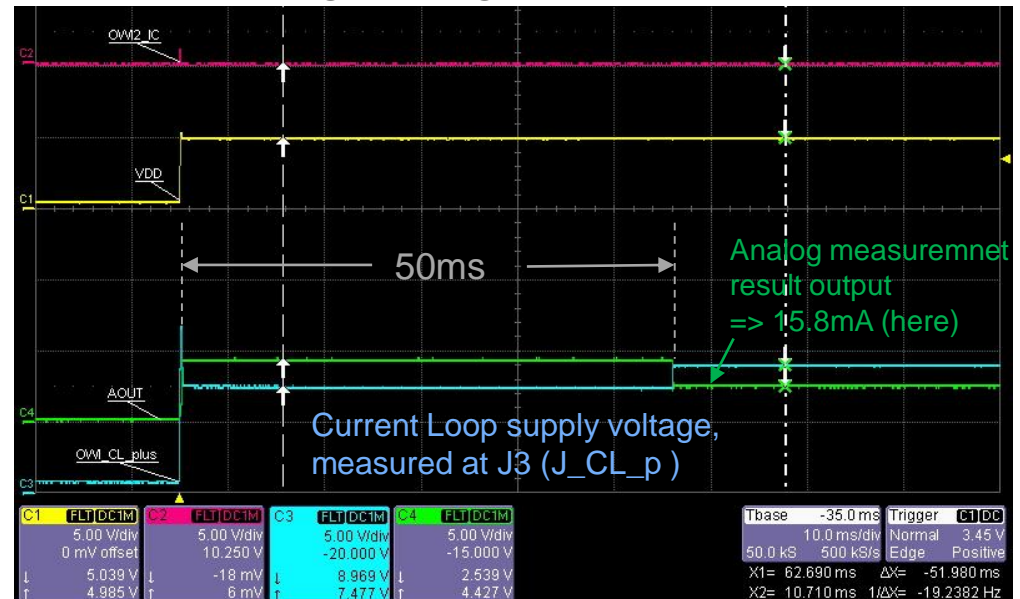 OWI2_IC
C2
VDD
C1
50ms
Analog measuremnet
result output
=> 15.8mA (here)
AOUT
C4
Current Loop supply voltage,
measured at J3 (J_CL_p )
OWI_CL_plus
C3
C1 FLT DC1M C2 FLT DC1M C3 FLT DC1M C4 FLT DC1M Tbase -35.0 ms Trigger C1 DC
5.00 V/div 5.00 V/div 5.00 V/div 5.00 V/div 10.0 ms/div Normal 3.45 V
0 mV offset 10.250 V -20.000 V -15.000 V 50.0 kS 500 kS/s Edge Positive
↓ 5.039 V ↓ -18 mV ↓ 8.969 V ↓ 2.539 V X1= 62.690 ms ΔX= -51.980 ms
↑ 4.985 V ↑ 6 mV ↑ 7.477 V ↑ 4.427 V X2= 10.710 ms 1/ΔX= -19.2382 Hz